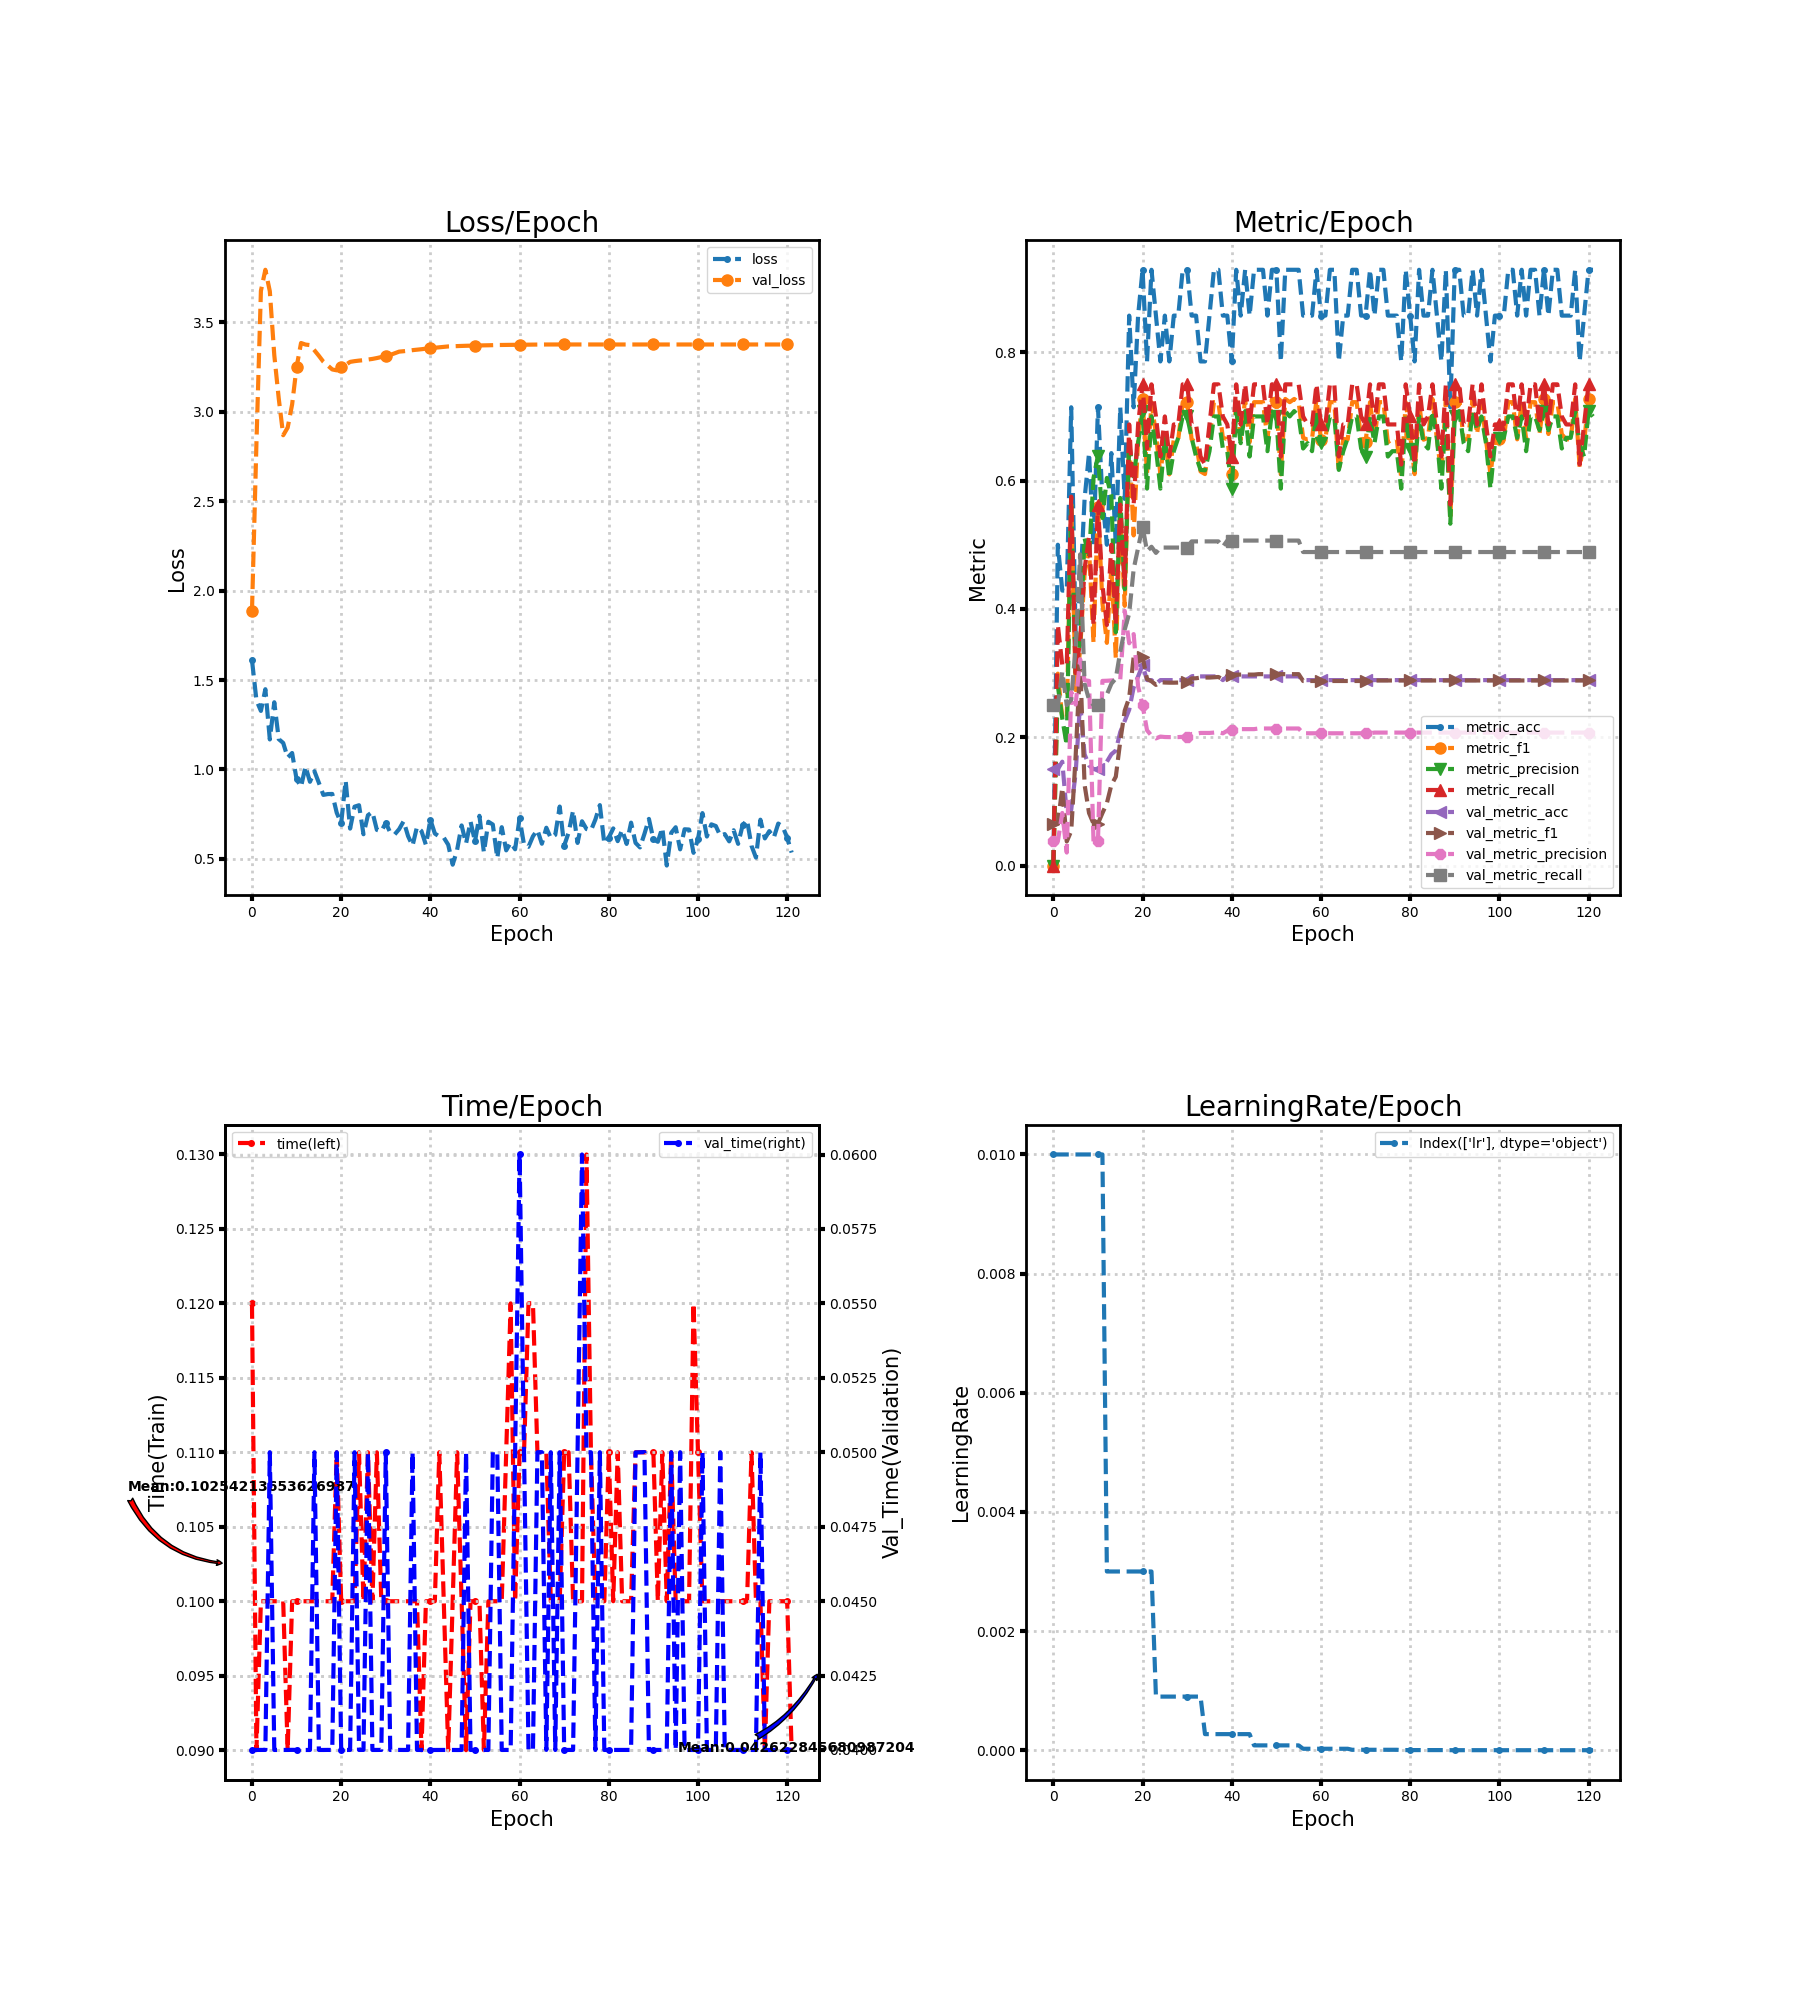 Loss/Epoch
loss
val_loss
3.5
3.0
2.5
2.0
1.5
1.0
0.5
Loss
0 20 40 60 80 100 120
Epoch
Metric/Epoch
0.8
0.6
0.4
0.2
0.0
Metric
metric_acc
metric_f1
metric_precision
metric_recall
val_metric_acc
val_metric_f1
val_metric_precision
val_metric_recall
0 20 40 60 80 100 120
Epoch
Time/Epoch
time(left)
val_time(right)
0.130
0.125
0.120
0.115
0.110
0.105
0.100
0.095
0.090
Time(Train)
0.0600
0.0575
0.0550
0.0525
0.0500
0.0475
0.0450
0.0425
0.0400
Val_Time(Validation)
0 20 40 60 80 100 120
Epoch
LearningRate/Epoch
Index(['lr'], dtype='object')
0.010
0.008
0.006
0.004
0.002
0.000
LearningRate
0 20 40 60 80 100 120
Epoch